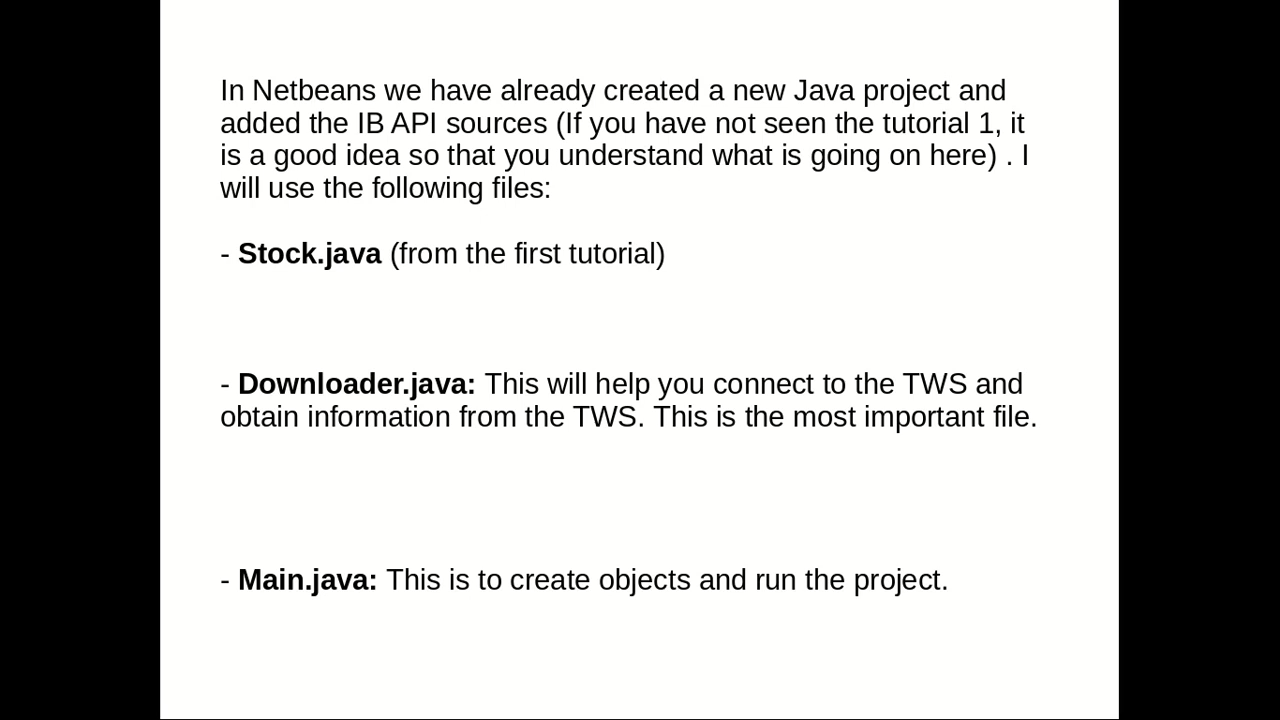 In Netbeans we have already created a new Java project and
added the IB API sources (If you have not seen the tutorial 1, it
is a good idea so that you understand what is going on here) . I
will use the following files:
- Stock.java (from the first tutorial)
- Downloader.java: This will help you connect to the TWS and
obtain information from the TWS. This is the most important file.
- Main.java: This is to create objects and run the project.